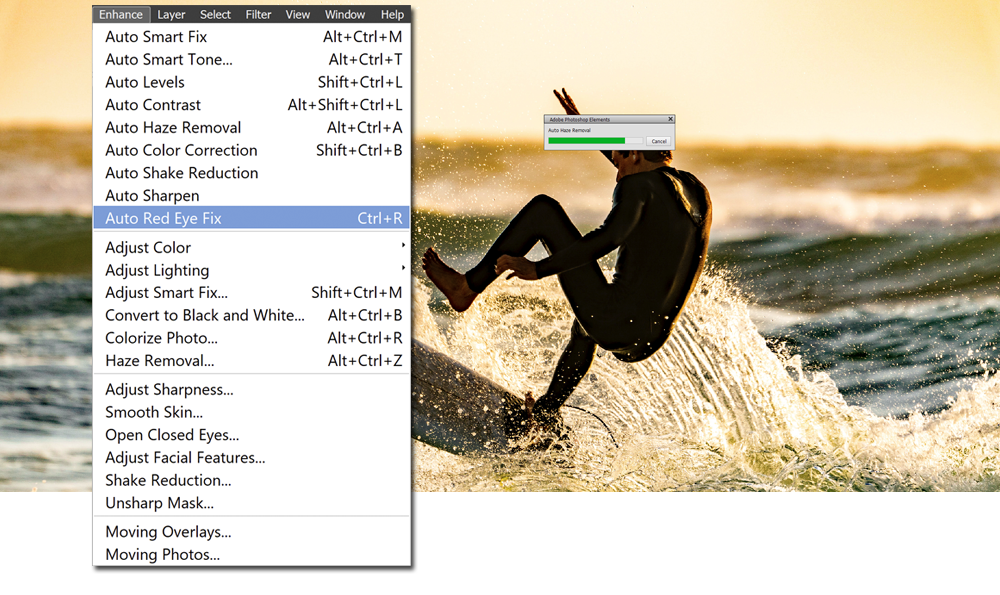 Enhance Layer Select Filter View Window Help
Auto Smart Fix Alt+Ctrl+M
Auto Smart Tone... Alt+Ctrl+T
Auto Levels Shift+Ctrl+L
Auto Contrast Alt+Shift+Ctrl+L
Auto Haze Removal Alt+Ctrl+A
Auto Color Correction Shift+Ctrl+B
Auto Shake Reduction
Auto Sharpen
Auto Red Eye Fix Ctrl+R
Adjust Color
Adjust Lighting
Adjust Smart Fix... Shift+Ctrl+M
Convert to Black and White... Alt+Ctrl+B
Colorize Photo... Alt+Ctrl+R
Haze Removal... Alt+Ctrl+Z
Adjust Sharpness...
Smooth Skin...
Open Closed Eyes...
Adjust Facial Features...
Shake Reduction...
Unsharp Mask...
Moving Overlays...
Moving Photos...
Adobe Photoshop Elements
Auto Haze Removal
Cancel